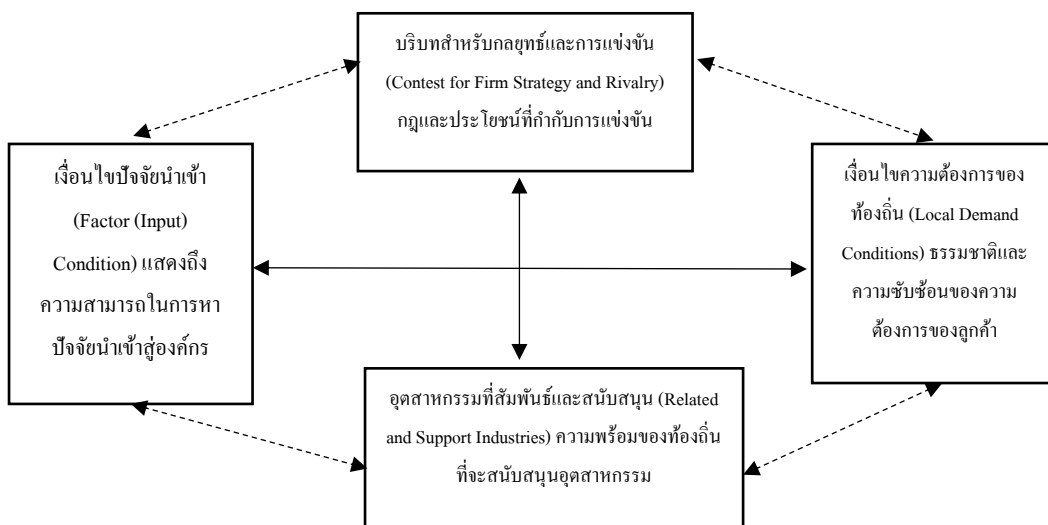 บริบทสำหรับกลยุทธ์และการแข่งขัน
(Contest for Firm Strategy and Rivalry)
กฎและประโยชน์ที่กำกับการแข่งขัน
เงื่อนไขปัจจัยนำเข้า
(Factor (Input)
Condition) แสดงถึง
ความสามารถในการหา
ปัจจัยนำเข้าสู่องค์กร
เงื่อนไขความต้องการของ
ท้องถิ่น (Local Demand
Conditions) ธรรมชาติและ
ความซับซ้อนของความ
ต้องการของลูกค้า
อุตสาหกรรมที่สัมพันธ์และสนับสนุน (Related
and Support Industries) ความพร้อมของท้องถิ่น
ที่จะสนับสนุนอุตสาหกรรม